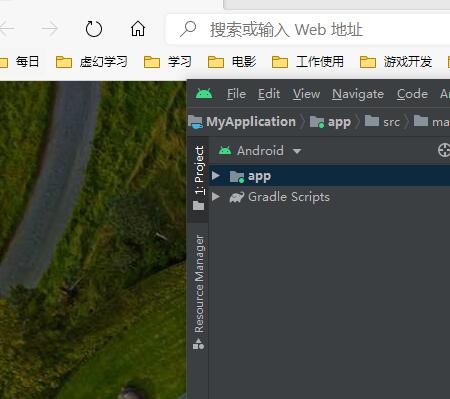 搜索或输入 Web 地址
每日 虚幻学习 学习 电影 工作使用 游戏开发
File Edit View Navigate Code
MyApplication app src
1: Project
Android
app
Gradle Scripts
Resource Manager